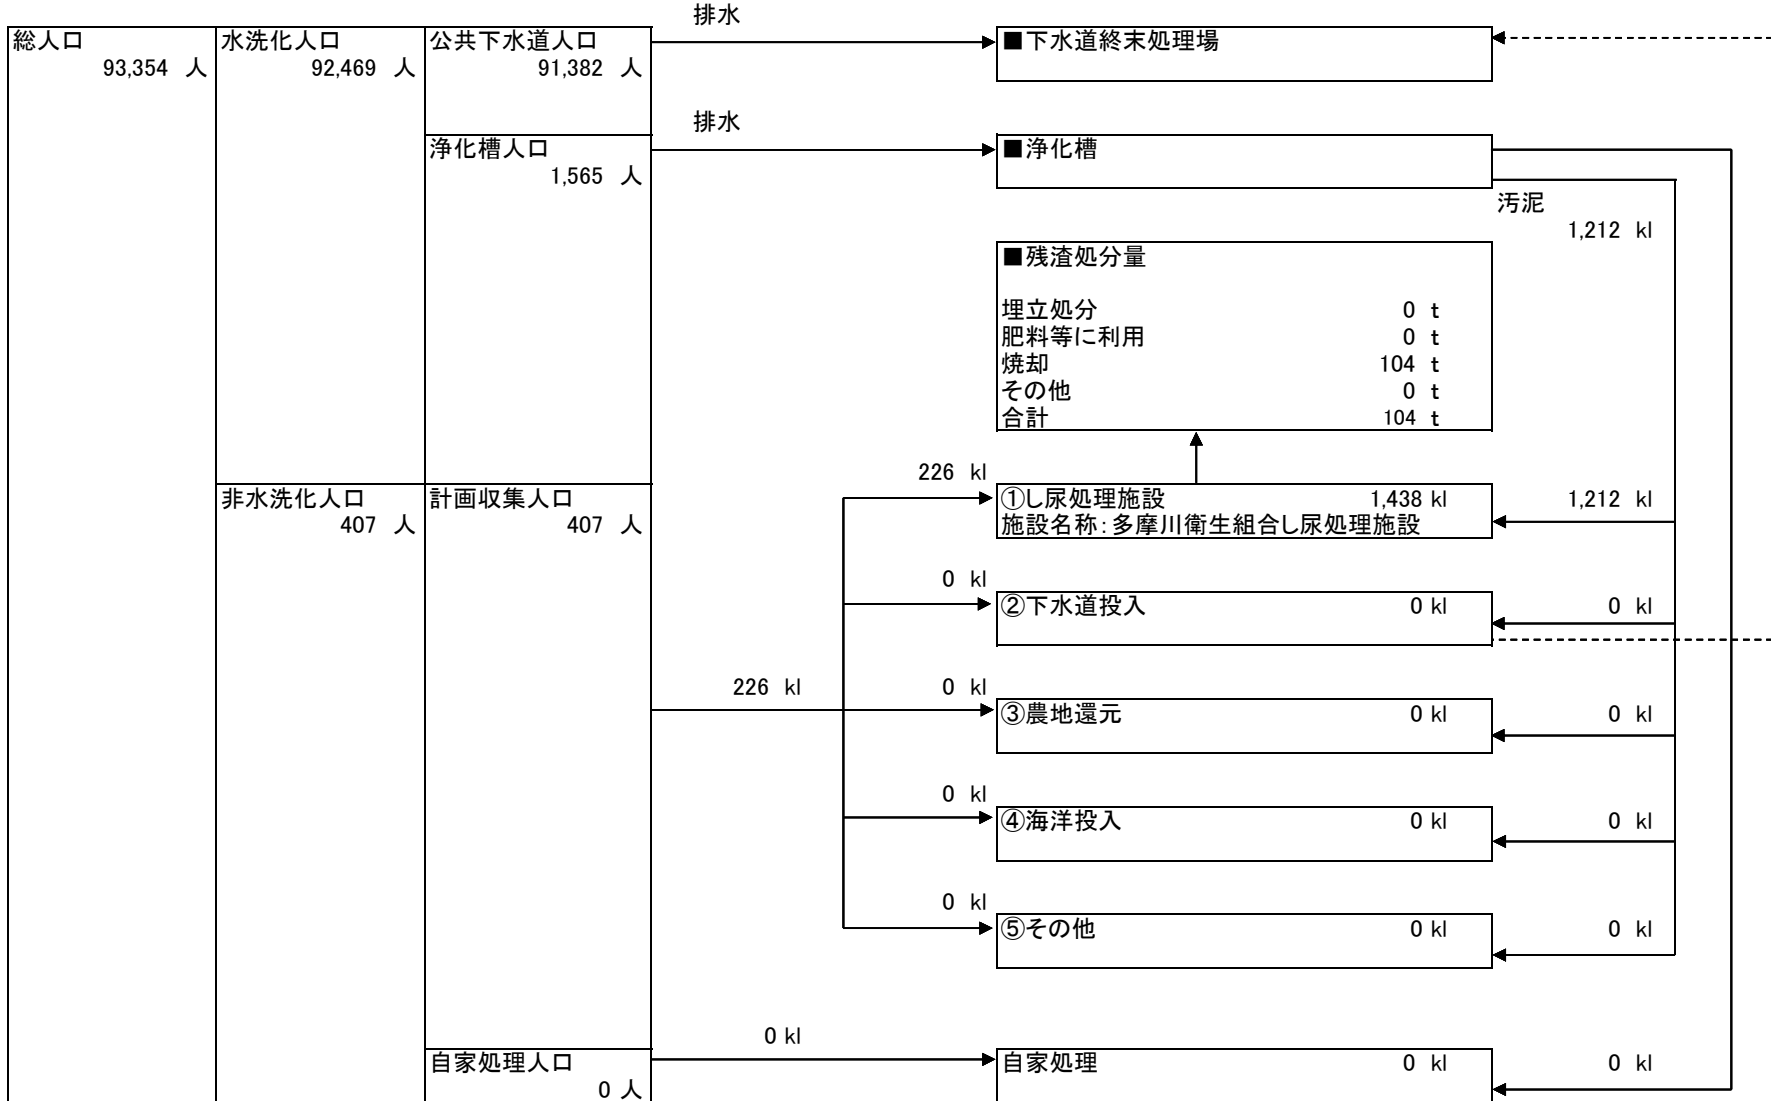 排水
総人口 水洗化人口 公共下水道人口 ■下水道終末処理場
93,354 人 92,469 人 91,382 人
排水
浄化槽人口 ■浄化槽
1,565 人
汚泥
1,212 kl
■残渣処分量
埋立処分 0 t
肥料等に利用 0 t
焼却 104 t
その他 0 t
合計 104 t
226 kl
非水洗化人口 計画収集人口 ①し尿処理施設 1,438 kl 1,212 kl
407 人 407 人 施設名称:多摩川衛生組合し尿処理施設
0 kl
②下水道投入 0 kl 0 kl
226 kl 0 kl
③農地還元 0 kl 0 kl
0 kl
④海洋投入 0 kl 0 kl
0 kl
⑤その他 0 kl 0 kl
0 kl
自家処理人口 自家処理 0 kl 0 kl
0 人